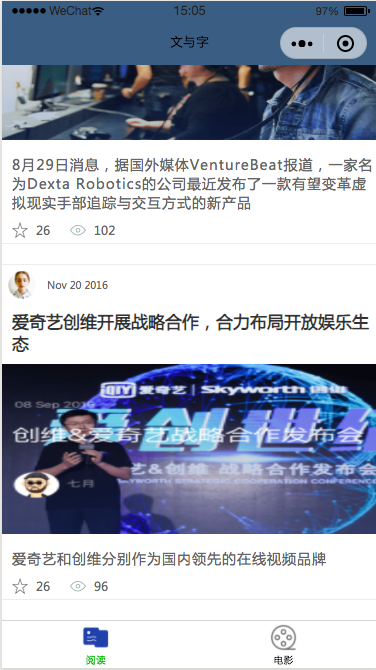 WeChat
15:05
97%
文与字
8月29日消息，据国外媒体VentureBeat报道，一家名
为Dexta Robotics的公司最近发布了一款有望变革虚
拟现实手部追踪与交互方式的新产品
26
102
Nov 20 2016
爱奇艺创维开展战略合作，合力布局开放娱乐生
态
iQIYI 爱奇艺 Skyworth 创维
08 Sep 2016
创维&爱奇艺战略合作发布会
艺&创维 战略合作发布会
七月
爱奇艺和创维分别作为国内领先的在线视频品牌
26
96
阅读
电影